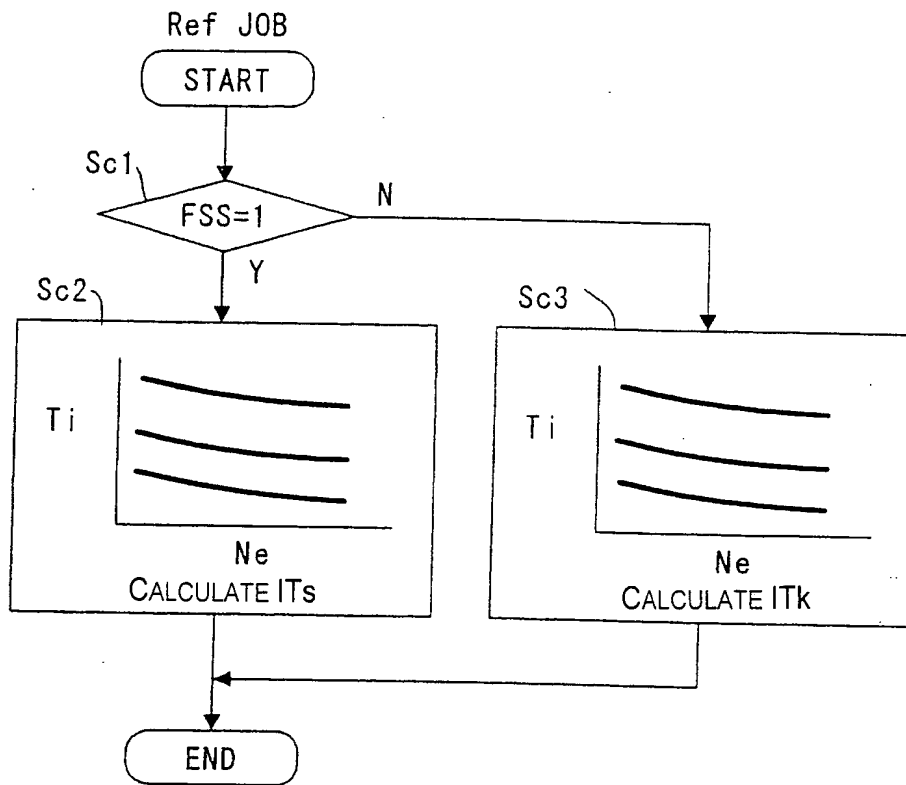 Ref JOB
START
Sc1
FSS=1
N
Y
Sc2
Ti
Ne
CALCULATE ITs
Sc3
Ti
Ne
CALCULATE ITk
END